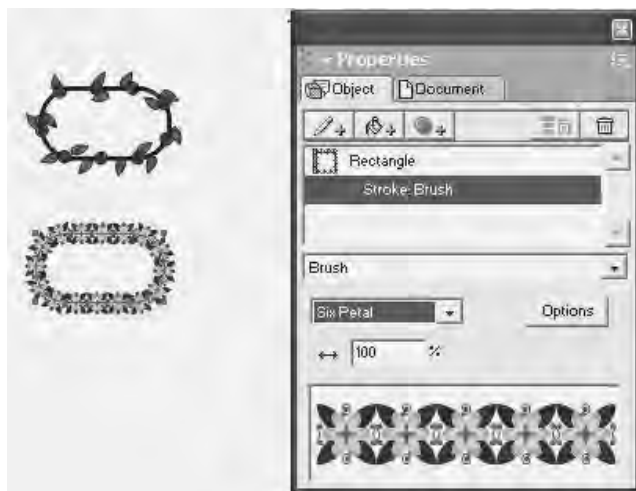 Properties
Object Document
Rectangle
Stroke: Brush
Brush
Six Petal Options
100 %